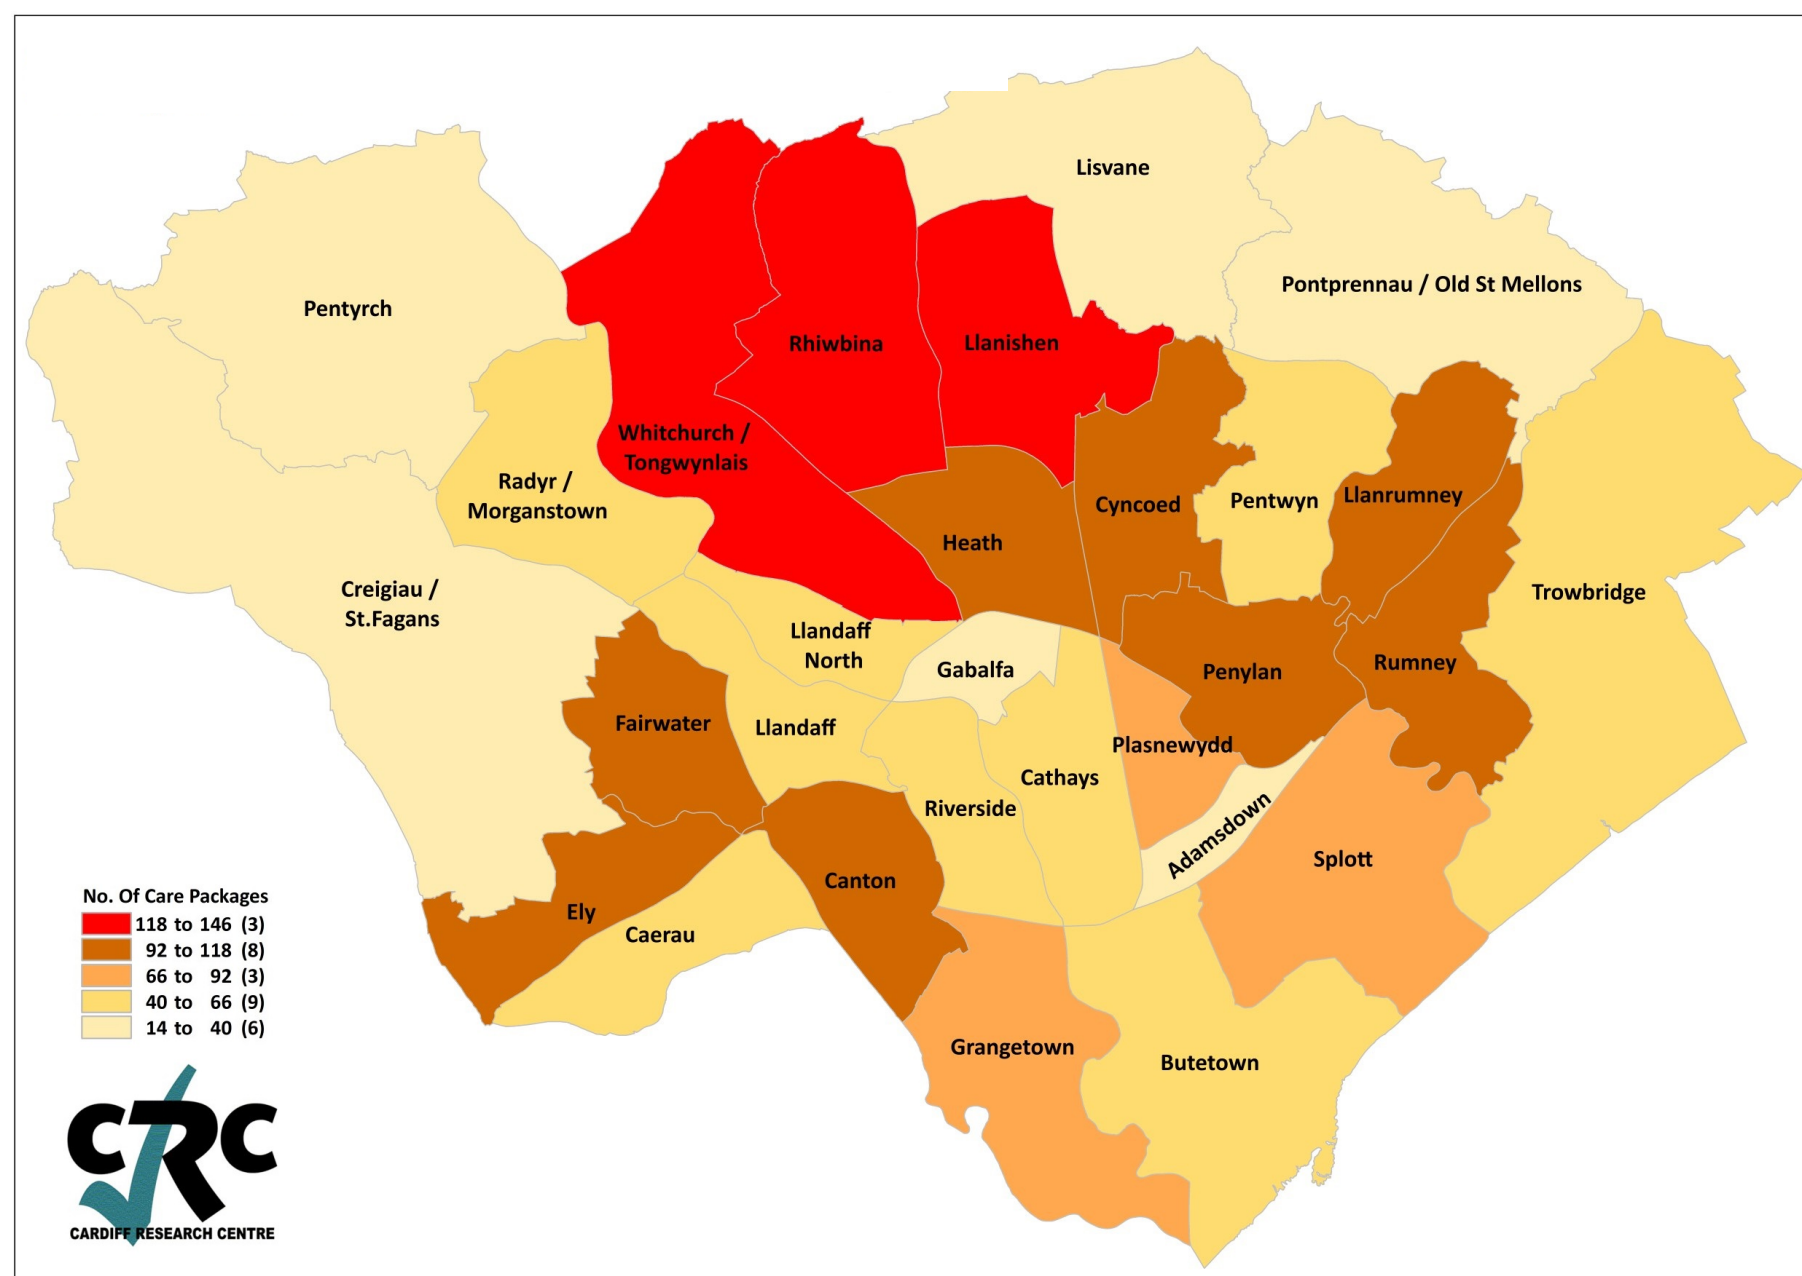 Lisvane
Pontprennau / Old St Mellons
Pentyrch
Rhiwbina
Llanishen
Whitchurch /
Tongwynlais
Radyr /
Morganstown
Cyncoed
Pentwyn
Llanrumney
Heath
Trowbridge
Creigiau /
St.Fagans
Llandaff
North
Gabalfa
Penylan
Rumney
Fairwater
Llandaff
Plasnewydd
Cathays
Riverside
Adamsdown
Splott
Canton
Ely
Caerau
Grangetown
Butetown
No. Of Care Packages
118 to 146 (3)
92 to 118 (8)
66 to 92 (3)
40 to 66 (9)
14 to 40 (6)
CRC
CARDIFF RESEARCH CENTRE